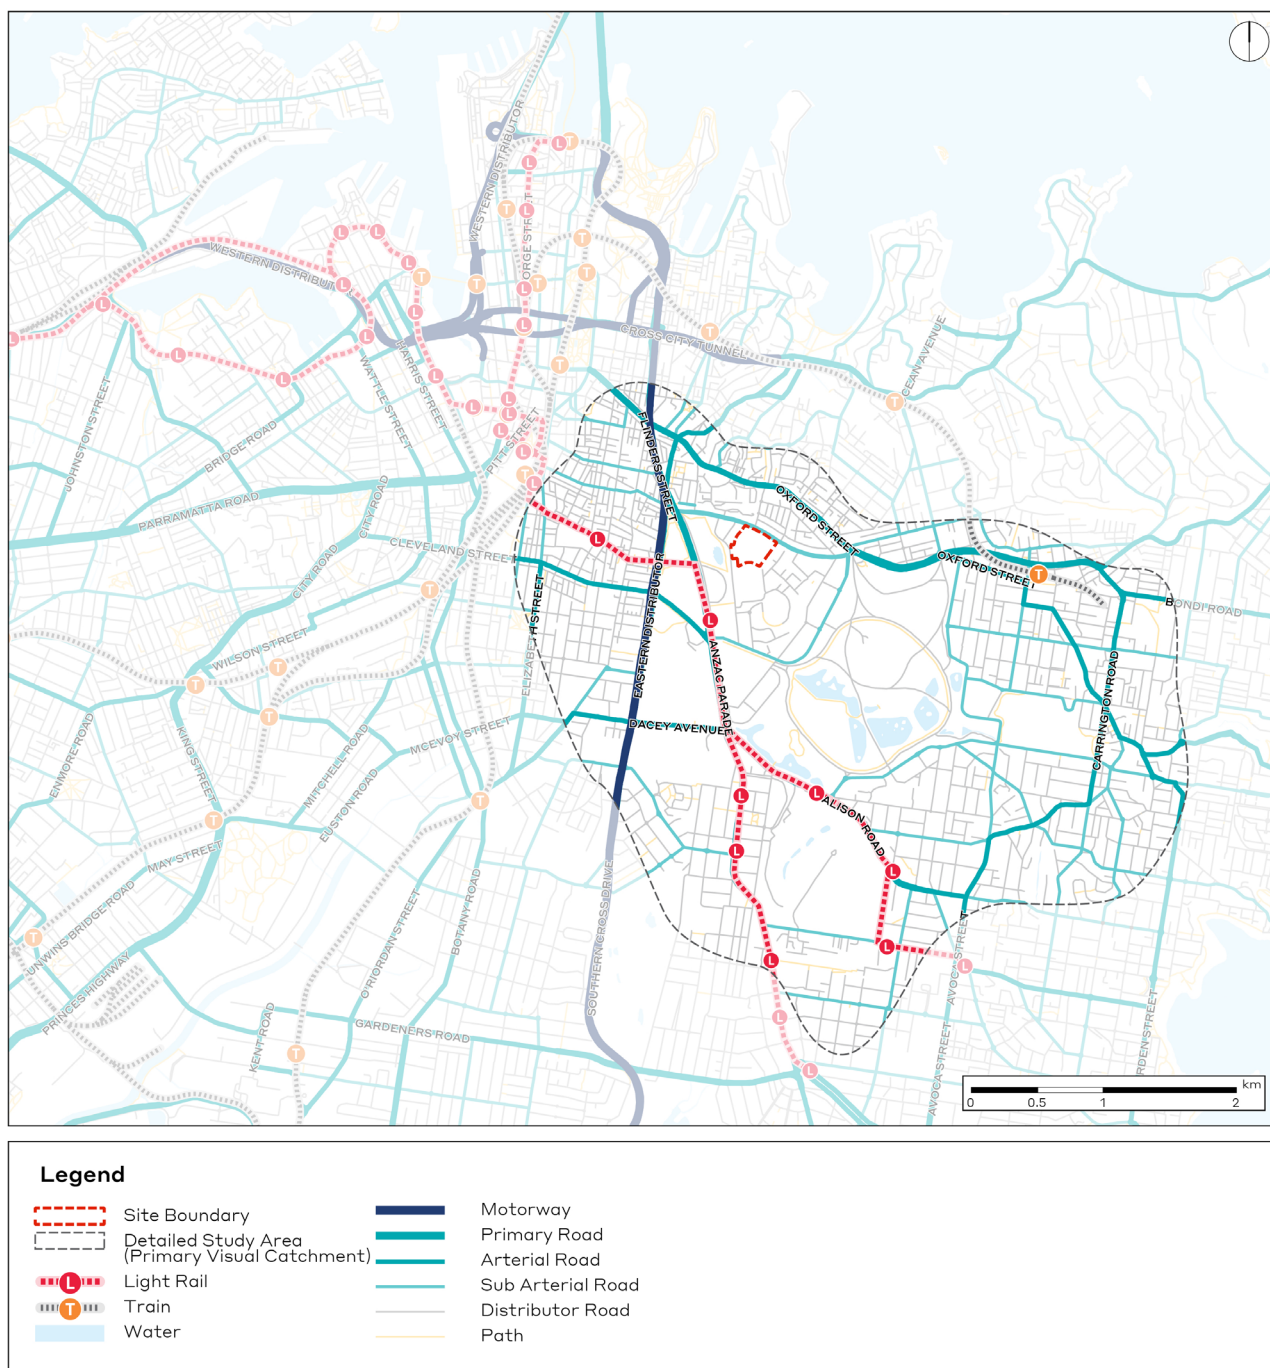 WESTERN DISTRIBUTOR
GEORGE STREET
WESTERN DISTRIBUTOR
CROSS CITY TUNNEL
OCEAN AVENUE
HARRIS STREET
WATTLE STREET
PITT STREET
JOHNSTON STREET
BRIDGE ROAD
PARRAMATTA ROAD
CITY ROAD
FLINDERS STREET
OXFORD STREET
OXFORD STREET
CLEVELAND STREET
CITY ROAD
EASTERN DISTRIBUTOR
ELIZABETH STREET
BONDI ROAD
WILSON STREET
ANZAC PARADE
CARRINGTON ROAD
DACEY AVENUE
MCEVOY STREET
ENMORE ROAD
KING STREET
MITCHELL ROAD
EUSTON ROAD
ALISON ROAD
MAY STREET
UNWINS BRIDGE ROAD
PRINCES HIGHWAY
O'RIORDAN STREET
BOTANY ROAD
SOUTHERN CROSS DRIVE
AVOCA STREET
AVOCA STREET
KENT ROAD
GARDENERS ROAD
RDEN STREET
km
0 0.5 1 2
Legend
Site Boundary
Detailed Study Area
(Primary Visual Catchment)
L Light Rail
T Train
Water
Motorway
Primary Road
Arterial Road
Sub Arterial Road
Distributor Road
Path